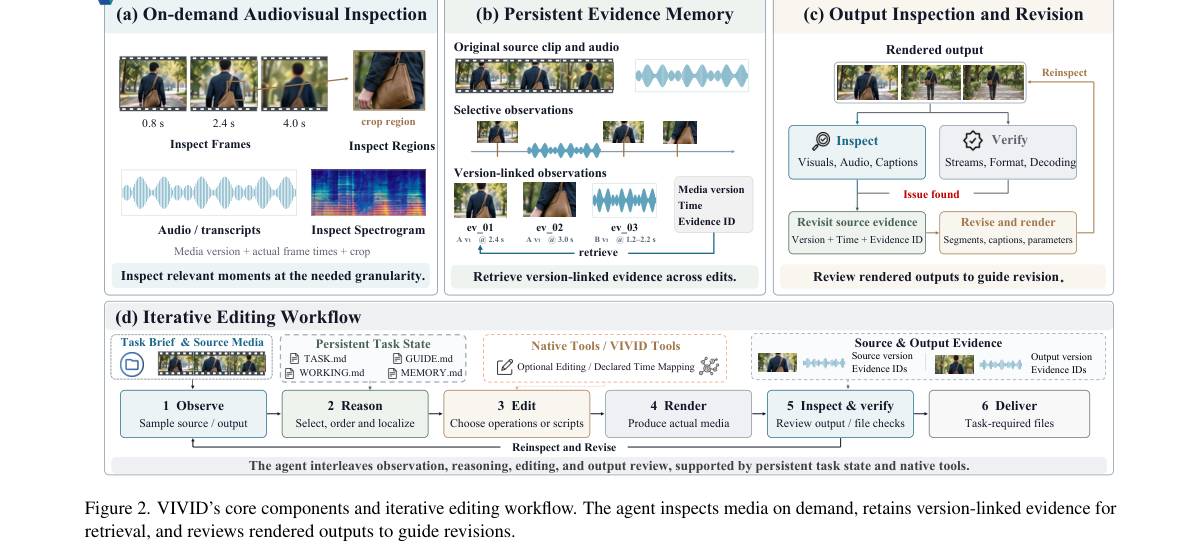 (a) On-demand Audiovisual Inspection
0.8 s
2.4 s
4.0 s
crop region
Inspect Frames
Inspect Regions
Audio / transcripts
Inspect Spectrogram
Media version + actual frame times + crop
Inspect relevant moments at the needed granularity.
(b) Persistent Evidence Memory
Original source clip and audio
Selective observations
Version-linked observations
ev_01
A v₁ @ 2.4 s
ev_02
A v₁ @ 3.0 s
ev_03
B v₁ @ 1.2–2.2 s
Media version
Time
Evidence ID
retrieve
Retrieve version-linked evidence across edits.
(c) Output Inspection and Revision
Rendered output
Reinspect
Inspect
Visuals, Audio, Captions
Verify
Streams, Format, Decoding
Issue found
Revisit source evidence
Version + Time + Evidence ID
Revise and render
Segments, captions, parameters
Review rendered outputs to guide revision.
(d) Iterative Editing Workflow
Task Brief & Source Media
Persistent Task State
TASK.md
GUIDE.md
WORKING.md
MEMORY.md
Native Tools / VIVID Tools
Optional Editing / Declared Time Mapping
Source & Output Evidence
Source version
Evidence IDs
Output version
Evidence IDs
1 Observe
Sample source / output
2 Reason
Select, order and localize
3 Edit
Choose operations or scripts
4 Render
Produce actual media
5 Inspect & verify
Review output / file checks
6 Deliver
Task-required files
Reinspect and Revise
The agent interleaves observation, reasoning, editing, and output review, supported by persistent task state and native tools.
Figure 2. VIVID's core components and iterative editing workflow. The agent inspects media on demand, retains version-linked evidence for
retrieval, and reviews rendered outputs to guide revisions.